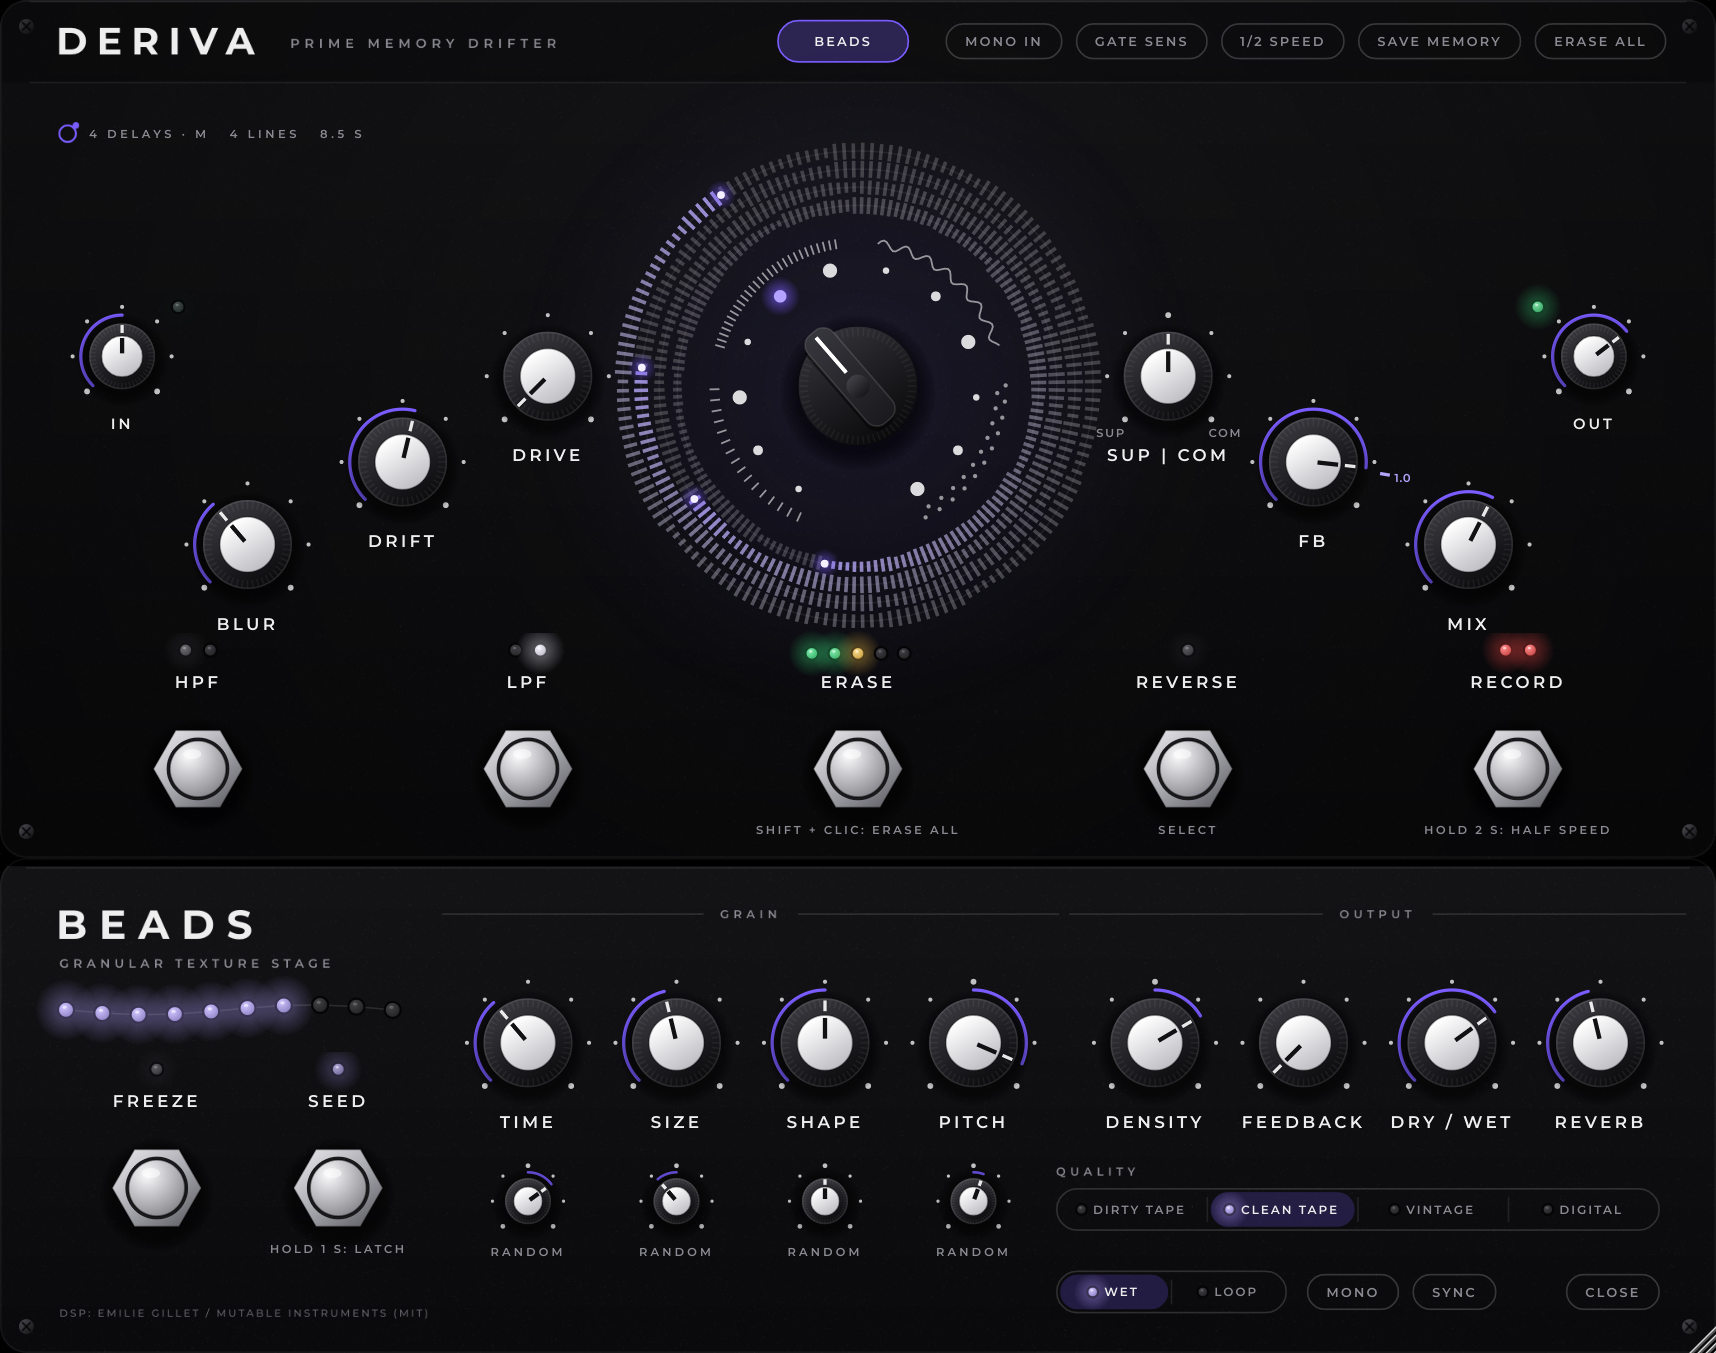 DERIVA
PRIME MEMORY DRIFTER
BEADS
MONO IN
GATE SENS
1/2 SPEED
SAVE MEMORY
ERASE ALL
4 DELAYS · M 4 LINES 8.5 S
IN
DRIVE
SUP
COM
SUP | COM
OUT
1.0
DRIFT
FB
BLUR
MIX
HPF
LPF
ERASE
REVERSE
RECORD
SHIFT + CLIC: ERASE ALL
SELECT
HOLD 2 S: HALF SPEED
BEADS
GRANULAR TEXTURE STAGE
GRAIN
OUTPUT
FREEZE
SEED
HOLD 1 S: LATCH
TIME
SIZE
SHAPE
PITCH
DENSITY
FEEDBACK
DRY / WET
REVERB
RANDOM
RANDOM
RANDOM
RANDOM
QUALITY
DIRTY TAPE
CLEAN TAPE
VINTAGE
DIGITAL
WET
LOOP
MONO
SYNC
CLOSE
DSP: EMILIE GILLET / MUTABLE INSTRUMENTS (MIT)